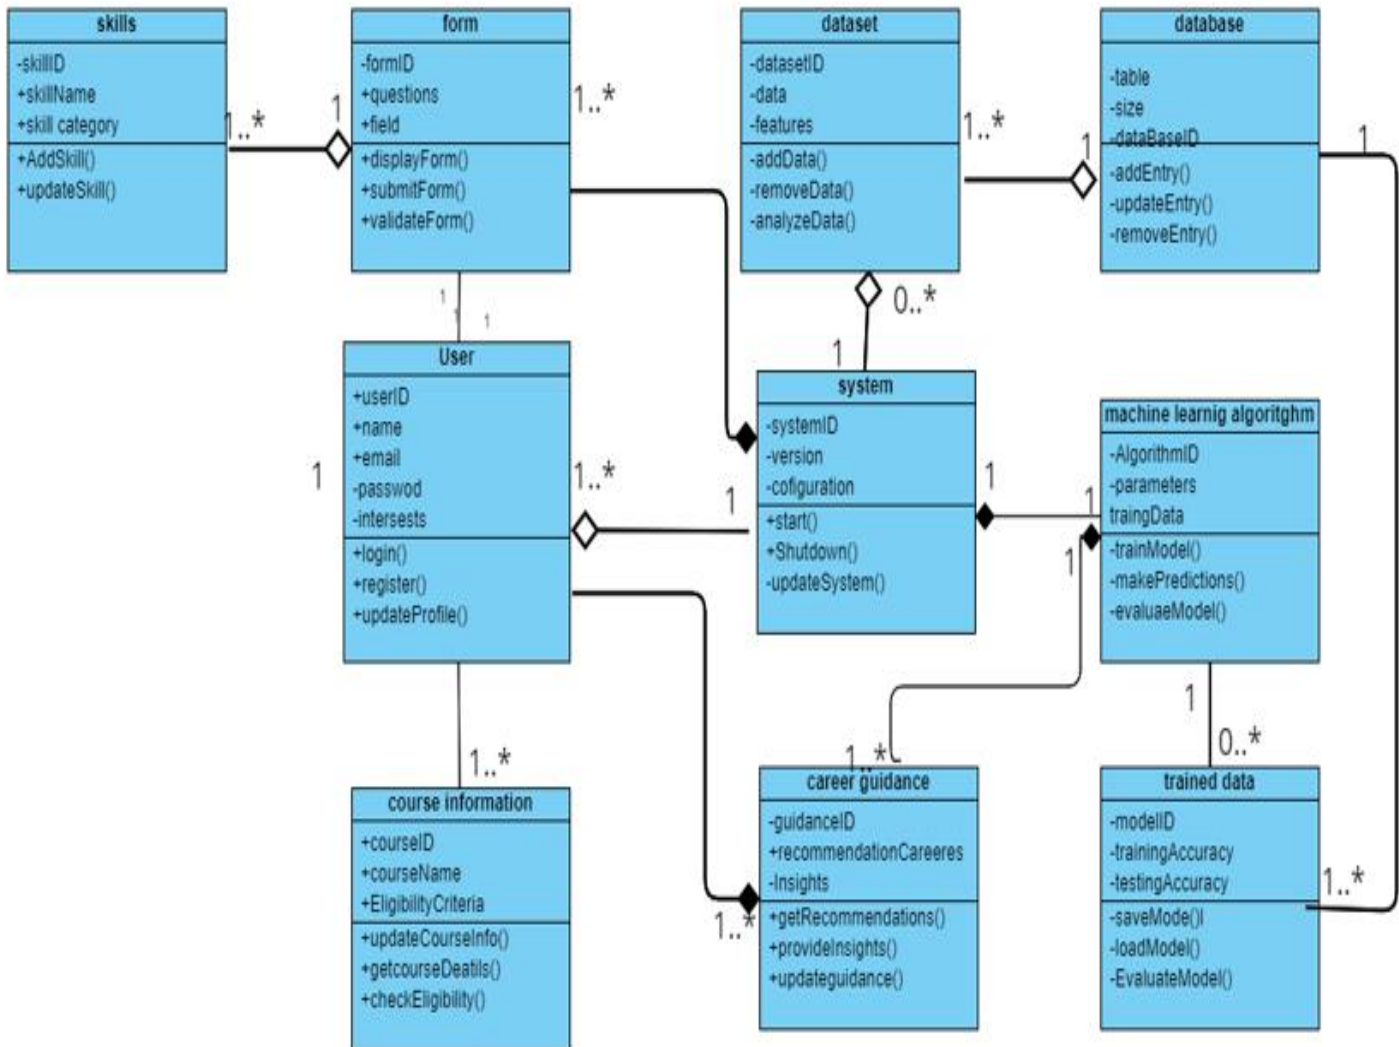 skills
-skillID
+skillName
+skill category
+AddSkill()
+updateSkill()
1..*
1
form
-formID
+questions
+field
+displayForm()
+submitForm()
+validateForm()
1..*
dataset
-datasetID
-data
-features
-addData()
-removeData()
-analyzeData()
1..*
1
database
-table
-size
-dataBaseID
-addEntry()
-updateEntry()
-removeEntry()
1
1
1
1
0..*
1
User
+userID
+name
+email
-passwod
-intersests
+login()
+register()
+updateProfile()
1
1..*
1
system
-systemID
-version
-cofiguration
+start()
+Shutdown()
-updateSystem()
1
1
1
machine learnig algoritghm
-AlgorithmID
-parameters
traingData
-trainModel()
-makePredictions()
-evaluaeModel()
1
0..*
1..*
1..*
course information
+courseID
+courseName
+EligibilityCriteria
+updateCourseInfo()
+getcourseDeatils()
+checkEligibility()
1..*
career guidance
-guidanceID
+recommendationCareeres
-Insights
+getRecommendations()
+provideInsights()
+updateguidance()
trained data
-modelID
-trainingAccuracy
-testingAccuracy
-saveMode()l
-loadModel()
-EvaluateModel()
1..*